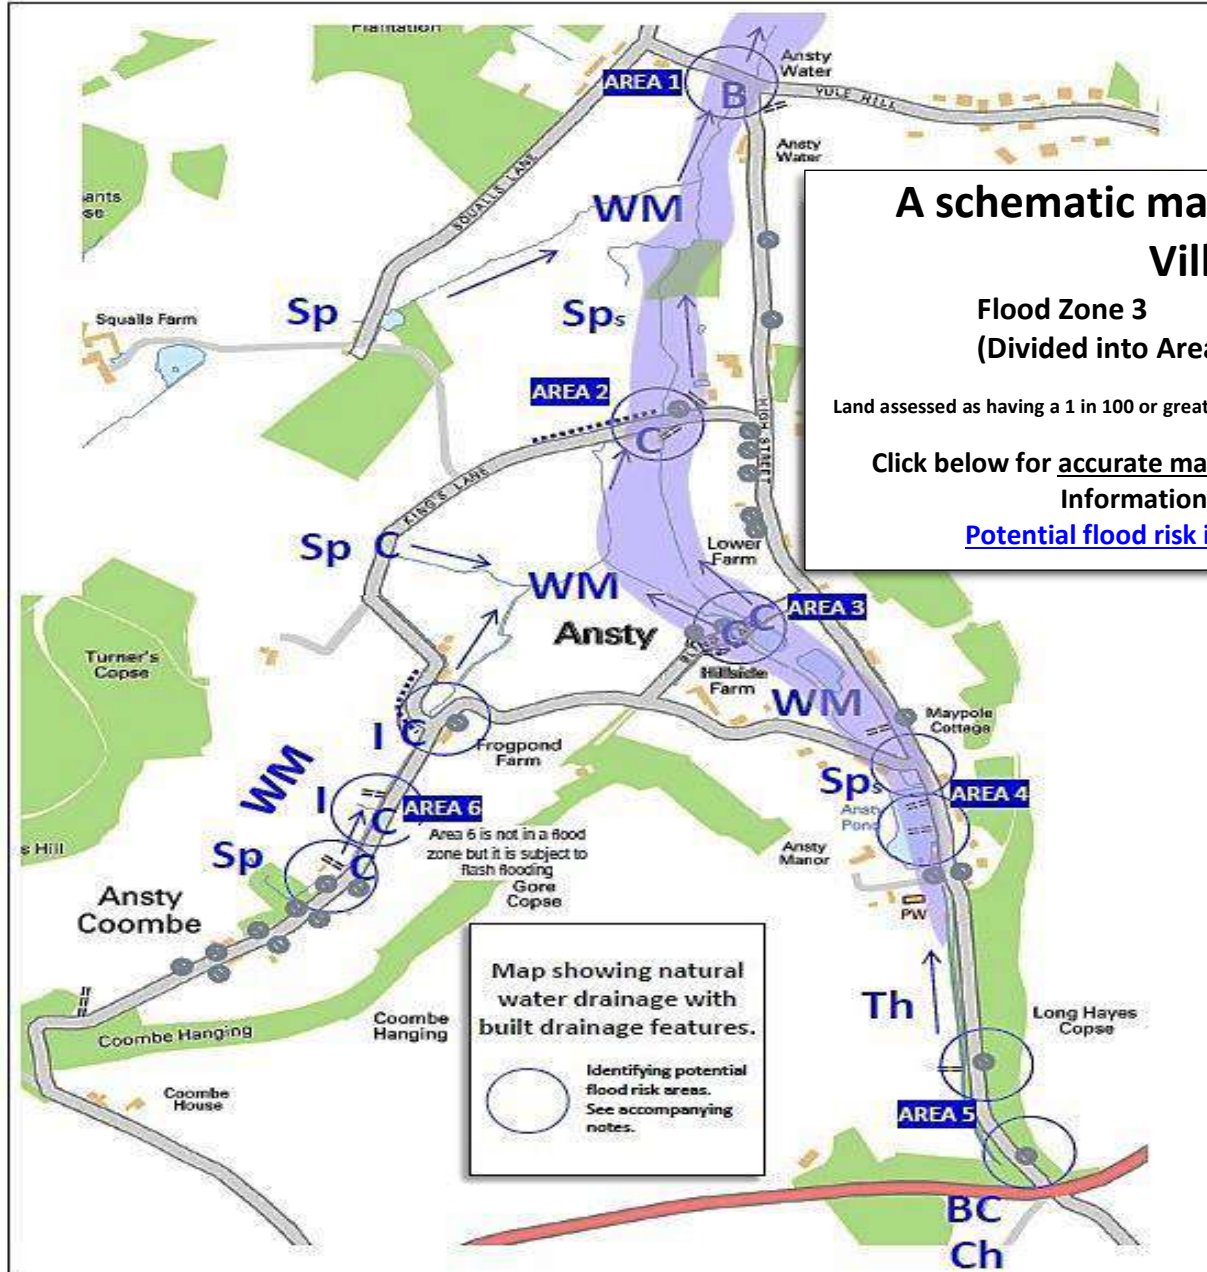 Plantation
Ansty
Water
AREA 1
B
YULE HILL
Ansty
Water
ants
se
SQUALLS LANE
WM
A schematic ma
Vill
Flood Zone 3
(Divided into Area
Land assessed as having a 1 in 100 or great
Click below for accurate ma
Information
Potential flood risk i
Sp
Sps
Squalls Farm
AREA 2
C
HIGH STREET
KING'S LANE
Sp C
Lower
Farm
WM
AREA 3
Ansty
C C
Turner's
Copse
Hillside
Farm
WM
Maypole
Cottage
I C
Frogpond
Farm
WM
Sps
I
AREA 6
C
AREA 4
Ansty
Pond
Area 6 is not in a flood
zone but it is subject to
flash flooding
s Hill
Sp
C
Ansty
Manor
Gore
Copse
Ansty
Coombe
PW
Map showing natural
water drainage with
built drainage features.
Identifying potential
flood risk areas.
See accompanying
notes.
Th
Long Hayes
Copse
Coombe Hanging
Coombe
Hanging
Coombe
House
AREA 5
BC
Ch